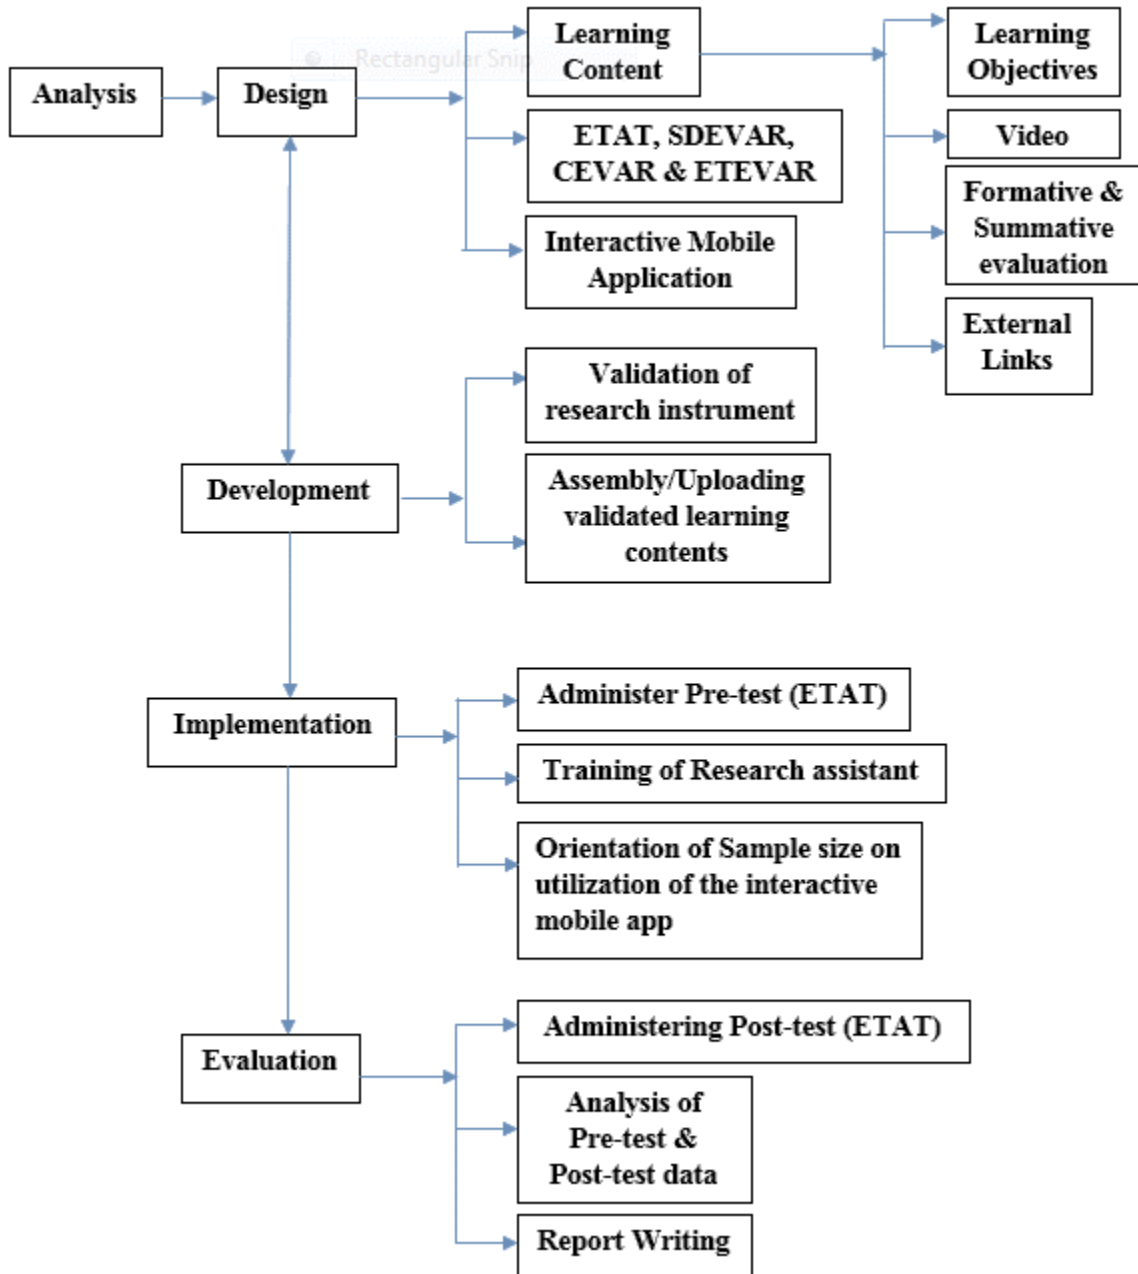 Rectangular Snip
Analysis
Design
Learning
Content
ETAT, SDEVAR,
CEVAR & ETEVAR
Interactive Mobile
Application
Learning
Objectives
Video
Formative &
Summative
evaluation
External
Links
Development
Validation of
research instrument
Assembly/Uploading
validated learning
contents
Implementation
Administer Pre-test (ETAT)
Training of Research assistant
Orientation of Sample size on
utilization of the interactive
mobile app
Evaluation
Administering Post-test (ETAT)
Analysis of
Pre-test &
Post-test data
Report Writing